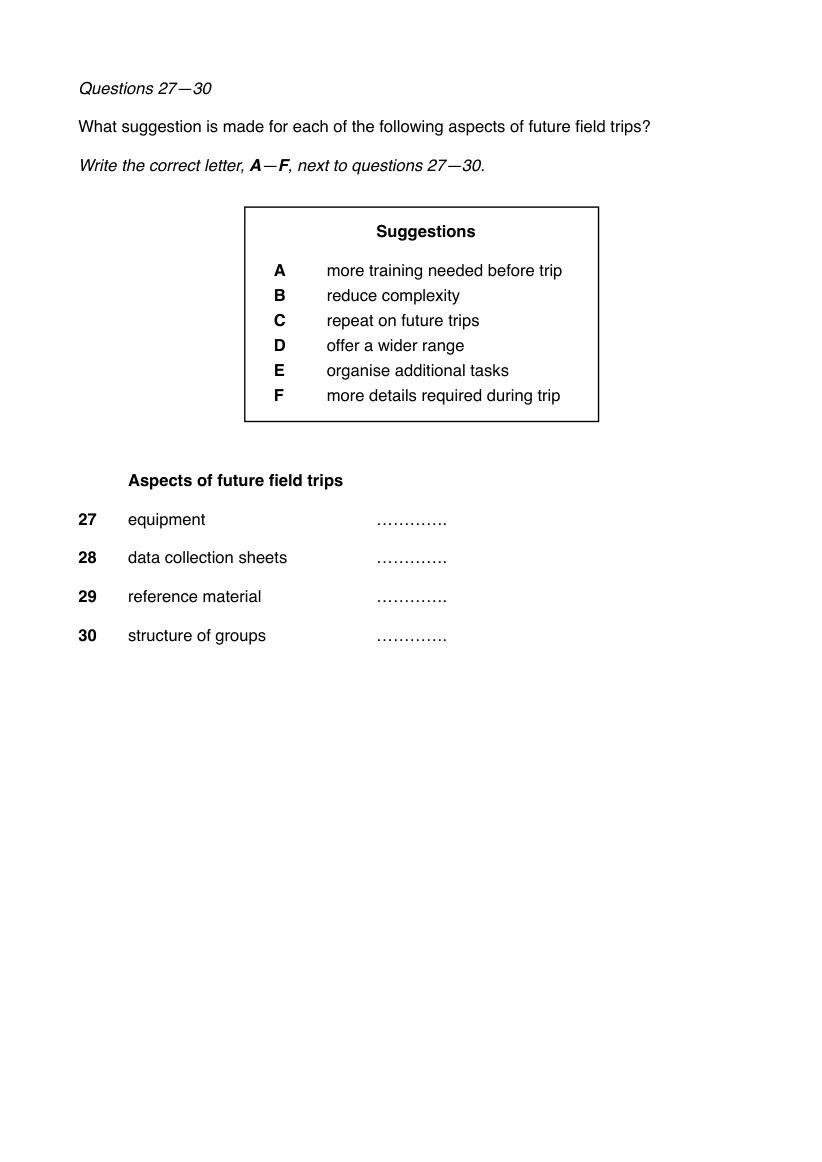 Questions 27—30
What suggestion is made for each of the following aspects of future field trips?
Write the correct letter, A—F, next to questions 27—30.
Suggestions
A more training needed before trip
B reduce complexity
C repeat on future trips
D offer a wider range
E organise additional tasks
F more details required during trip
Aspects of future field trips
27 equipment ………….
28 data collection sheets ………….
29 reference material ………….
30 structure of groups ………….